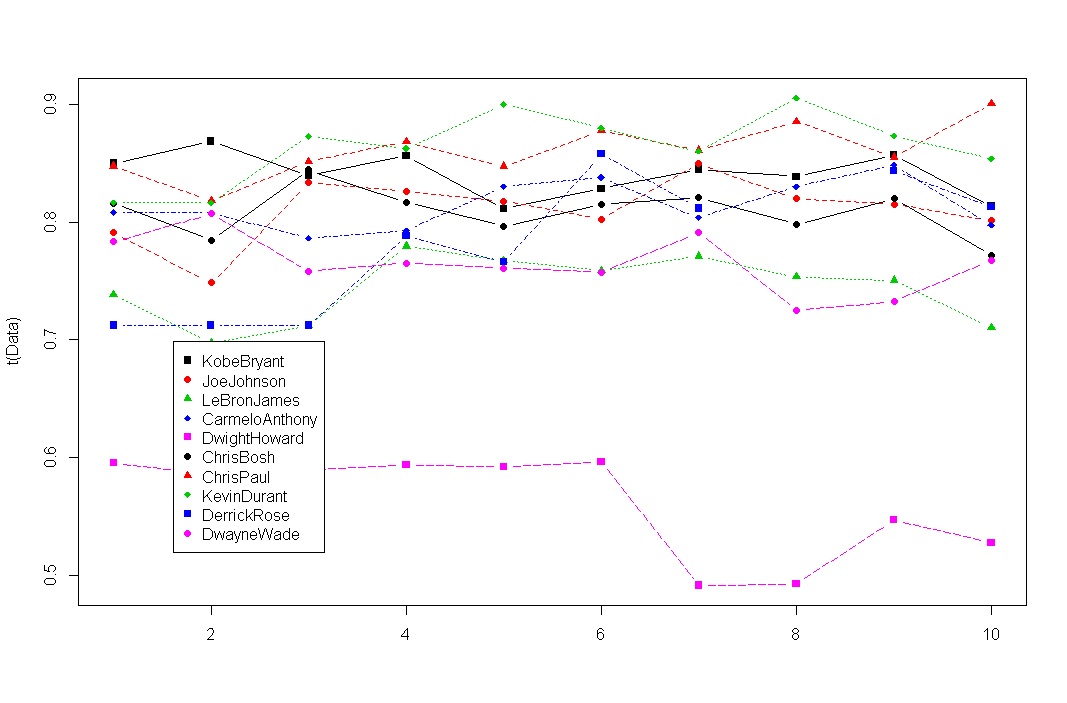 0.9
0.8
0.7
0.6
0.5
t(Data)
KobeBryant
JoeJohnson
LeBronJames
CarmeloAnthony
DwightHoward
ChrisBosh
ChrisPaul
KevinDurant
DerrickRose
DwayneWade
2 4 6 8 10